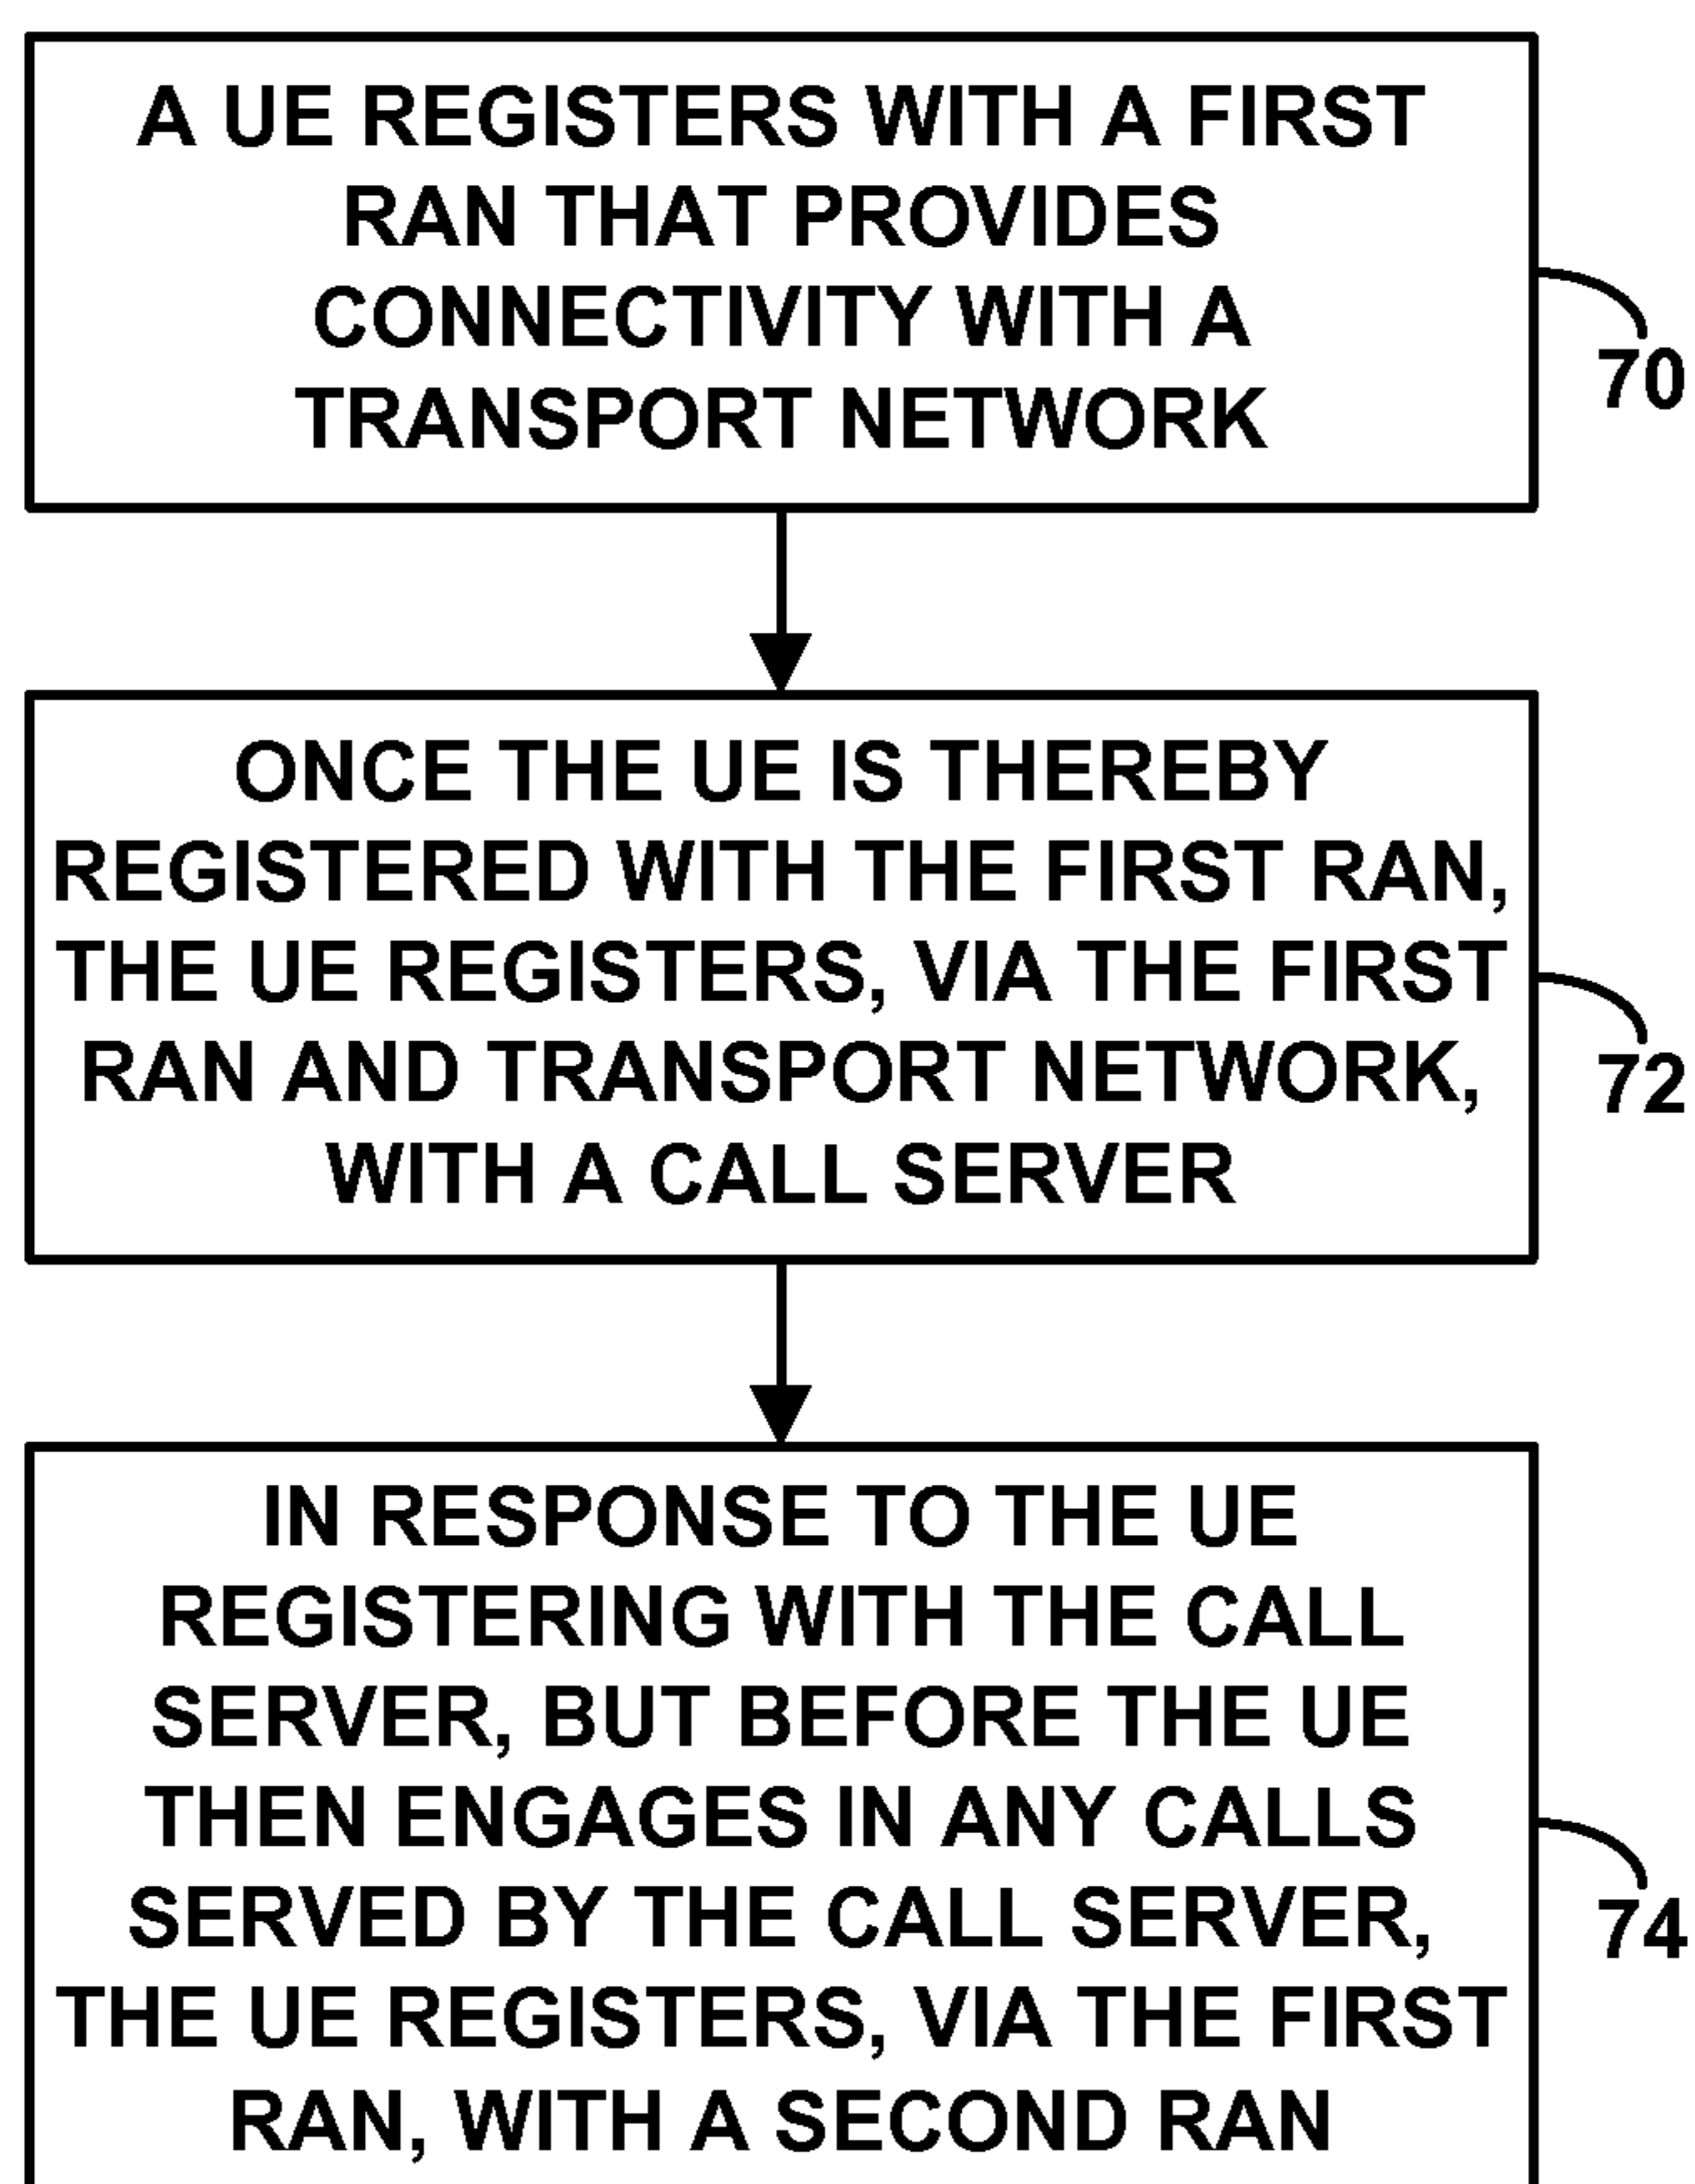 A UE REGISTERS WITH A FIRST
RAN THAT PROVIDES
CONNECTIVITY WITH A
TRANSPORT NETWORK
70
ONCE THE UE IS THEREBY
REGISTERED WITH THE FIRST RAN,
THE UE REGISTERS, VIA THE FIRST
RAN AND TRANSPORT NETWORK,
WITH A CALL SERVER
72
IN RESPONSE TO THE UE
REGISTERING WITH THE CALL
SERVER, BUT BEFORE THE UE
THEN ENGAGES IN ANY CALLS
SERVED BY THE CALL SERVER,
THE UE REGISTERS, VIA THE FIRST
RAN, WITH A SECOND RAN
74